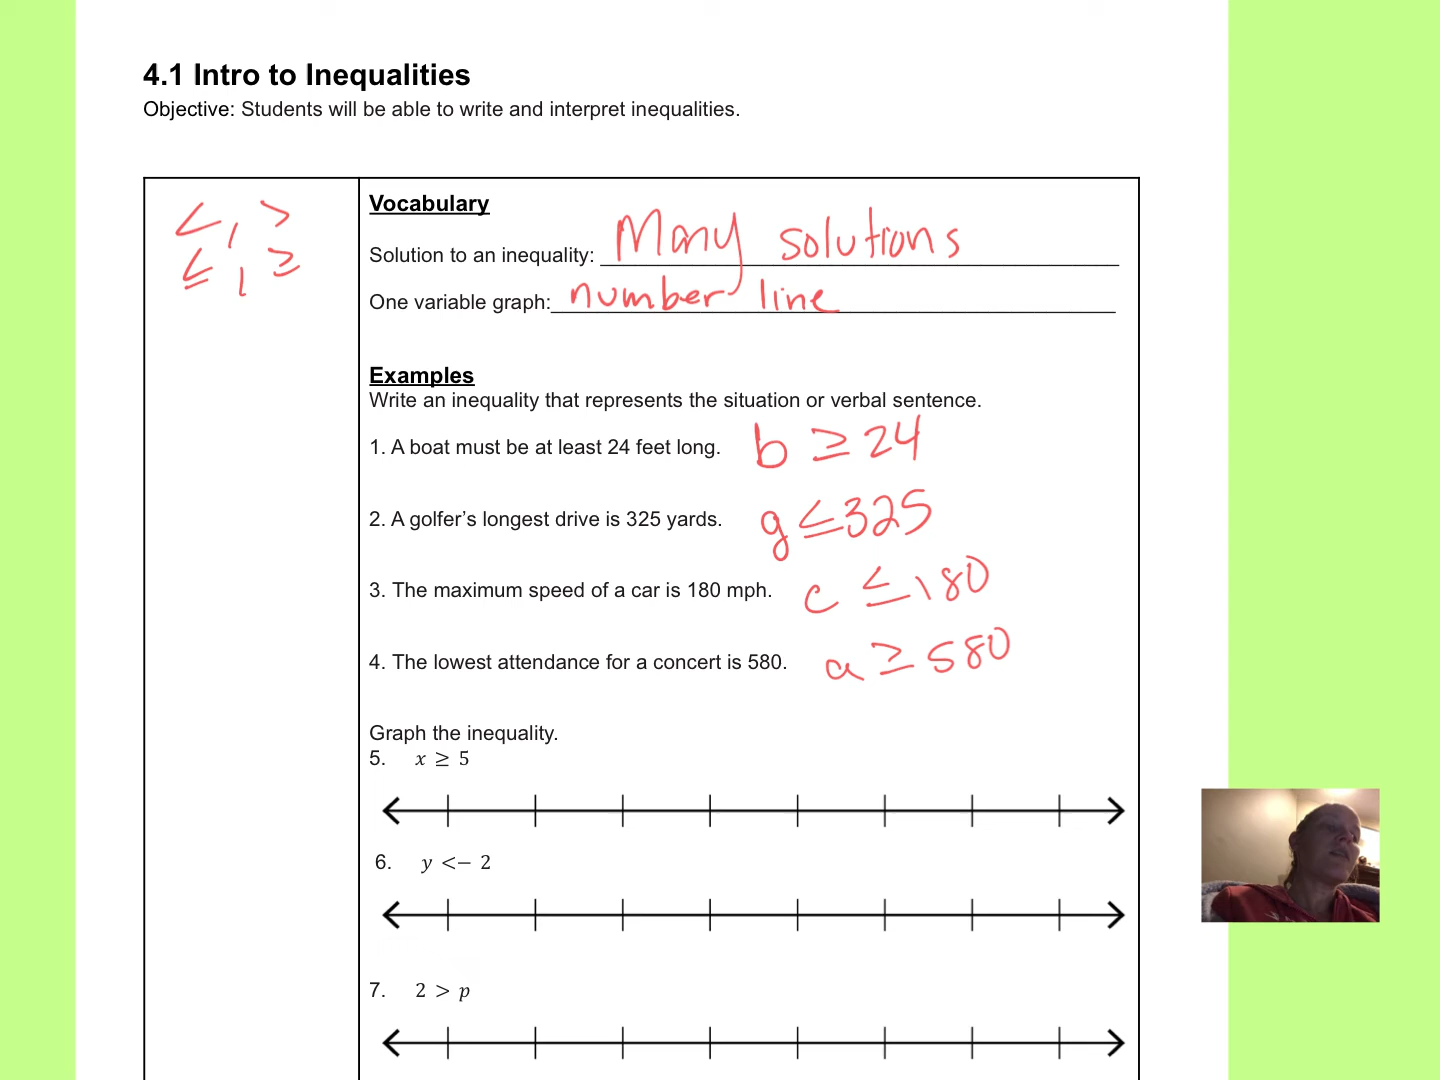 4.1 Intro to Inequalities
Objective: Students will be able to write and interpret inequalities.
<, >
≤, ≥
Vocabulary
Solution to an inequality: Many solutions
One variable graph: number line
Examples
Write an inequality that represents the situation or verbal sentence.
1. A boat must be at least 24 feet long. b ≥ 24
2. A golfer’s longest drive is 325 yards. g ≤ 325
3. The maximum speed of a car is 180 mph. c ≤ 180
4. The lowest attendance for a concert is 580. a ≥ 580
Graph the inequality.
5. x ≥ 5
6. y <− 2
7. 2 > p